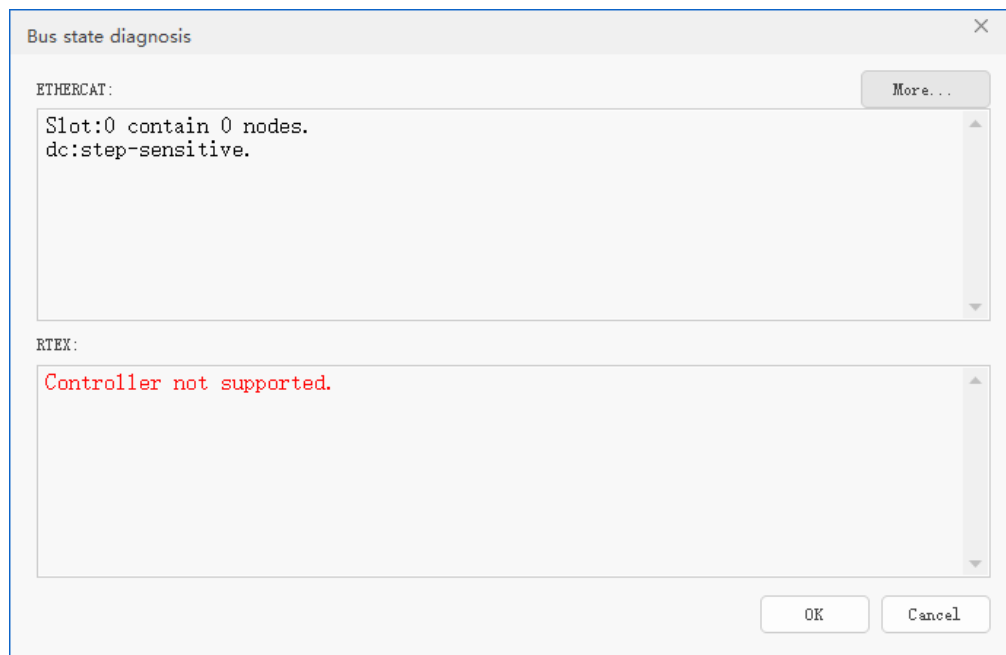 Bus state diagnosis
ETHERCAT:
More...
Slot:0 contain 0 nodes.
dc:step-sensitive.
RTEX:
Controller not supported.
OK
Cancel